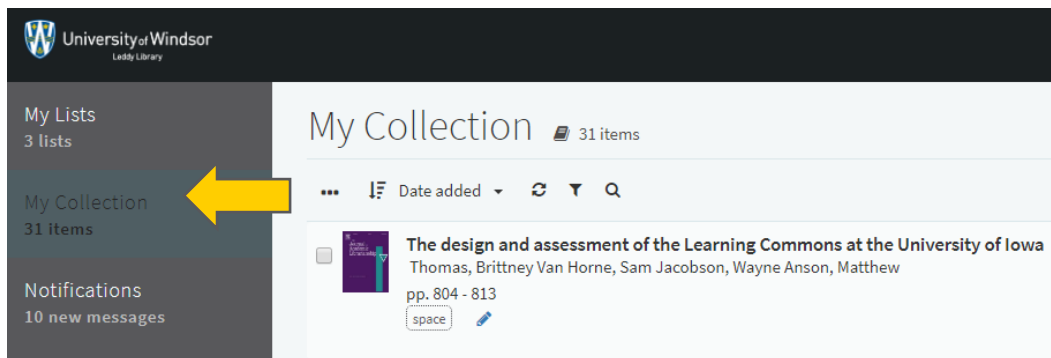 University of Windsor
Leddy Library
My Lists
3 lists
My Collection
31 items
Notifications
10 new messages
My Collection 31 items
Date added
The design and assessment of the Learning Commons at the University of Iowa
Thomas, Brittney Van Horne, Sam Jacobson, Wayne Anson, Matthew
pp. 804 - 813
space